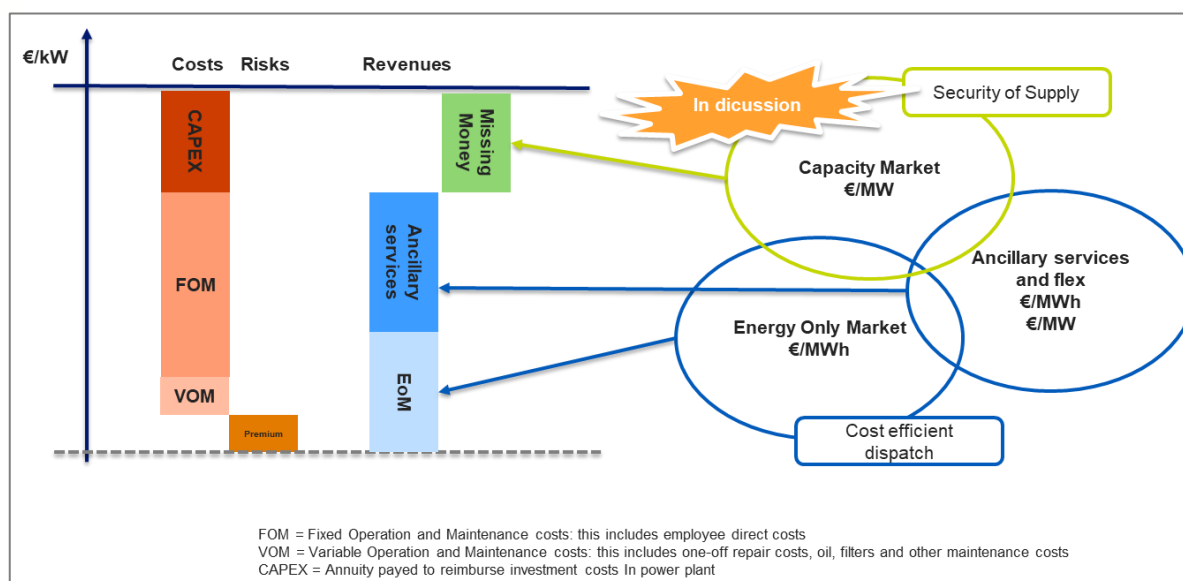 €/kW
Costs
Risks
Revenues
CAPEX
FOM
VOM
Premium
Missing
Money
Ancillary
services
EoM
In dicussion
Security of Supply
Capacity Market
€/MW
Ancillary services
and flex
€/MWh
€/MW
Energy Only Market
€/MWh
Cost efficient
dispatch
FOM = Fixed Operation and Maintenance costs: this includes employee direct costs
VOM = Variable Operation and Maintenance costs: this includes one-off repair costs, oil, filters and other maintenance costs
CAPEX = Annuity payed to reimburse investment costs In power plant